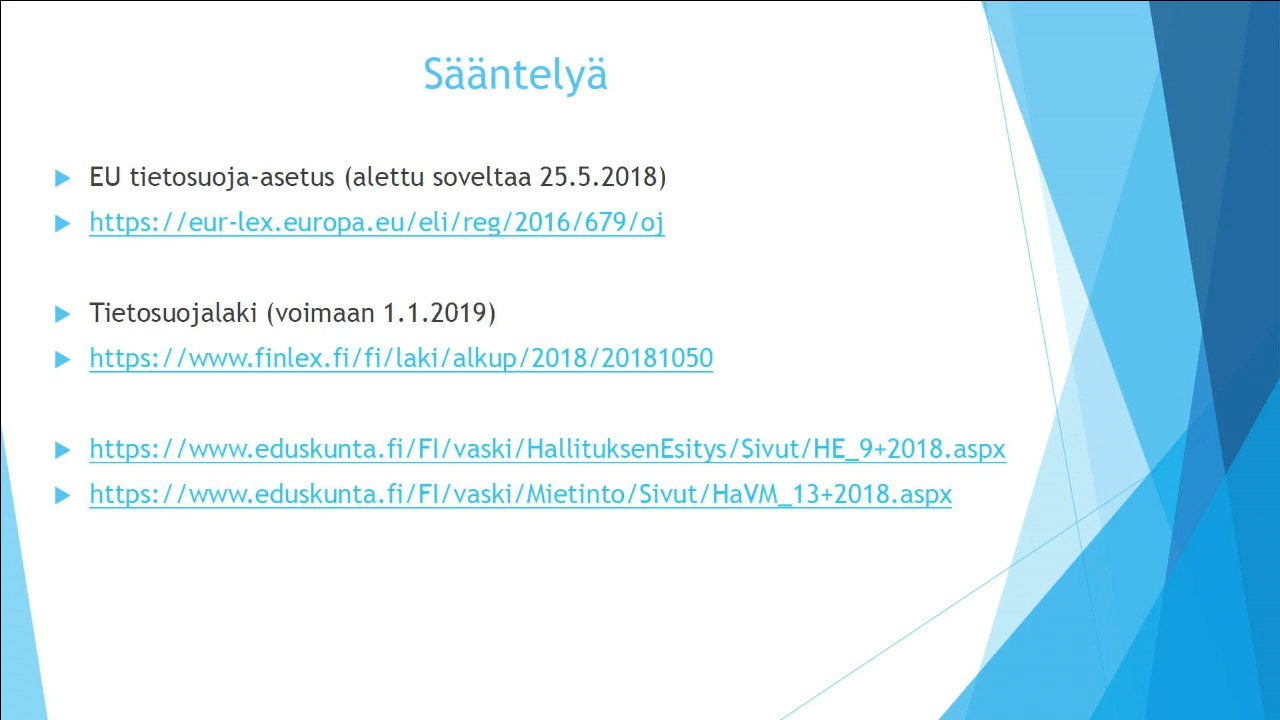 Sääntelyä
EU tietosuoja-asetus (alettu soveltaa 25.5.2018)
https://eur-lex.europa.eu/eli/reg/2016/679/oj
Tietosuojalaki (voimaan 1.1.2019)
https://www.finlex.fi/fi/laki/alkup/2018/20181050
https://www.eduskunta.fi/FI/vaski/HallituksenEsitys/Sivut/HE_9+2018.aspx
https://www.eduskunta.fi/FI/vaski/Mietinto/Sivut/HaVM_13+2018.aspx